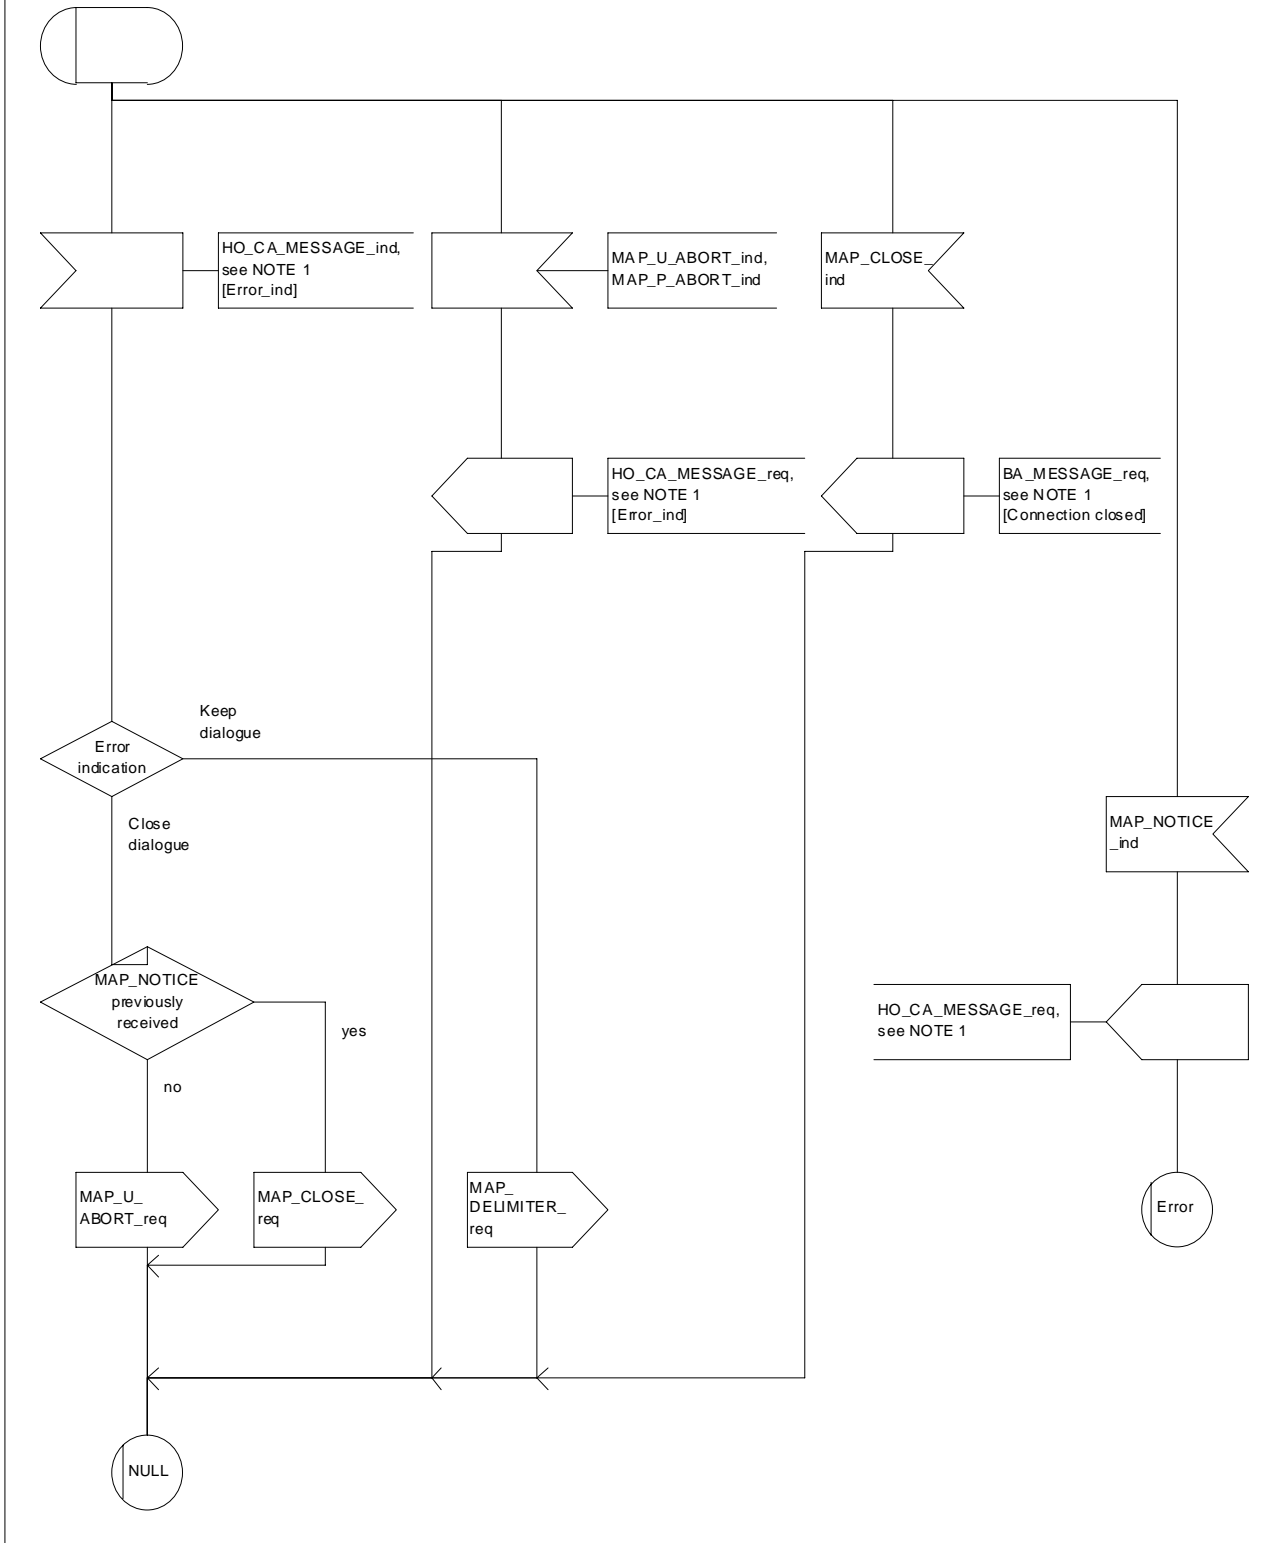 HO_CA_MESSAGE_ind,
see NOTE 1
[Error_ind]
MAP_U_ABORT_ind,
MAP_P_ABORT_ind
MAP_CLOSE_
ind
HO_CA_MESSAGE_req,
see NOTE 1
[Error_ind]
BA_MESSAGE_req,
see NOTE 1
[Connection closed]
Keep
dialogue
Error
indication
Close
dialogue
MAP_NOTICE
_ind
MAP_NOTICE
previously
received
yes
no
HO_CA_MESSAGE_req,
see NOTE 1
MAP_U_
ABORT_req
MAP_CLOSE_
req
MAP_
DELIMITER_
req
Error
NULL